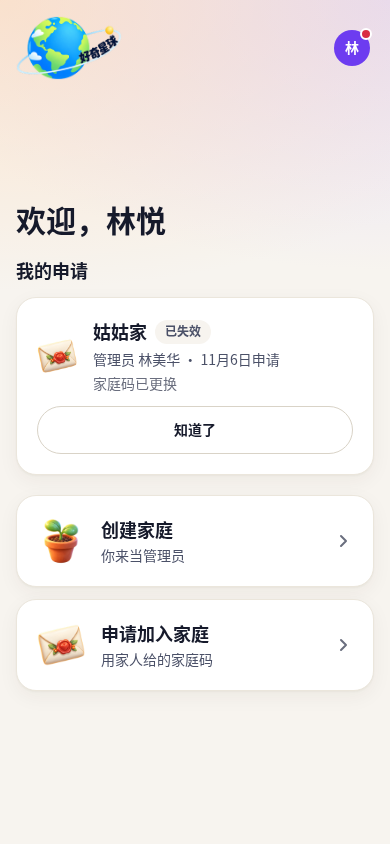 好奇星球
林
欢迎，林悦
我的申请
姑姑家 已失效
管理员 林美华 · 11月6日申请
家庭码已更换
知道了
创建家庭
你来当管理员
申请加入家庭
用家人给的家庭码